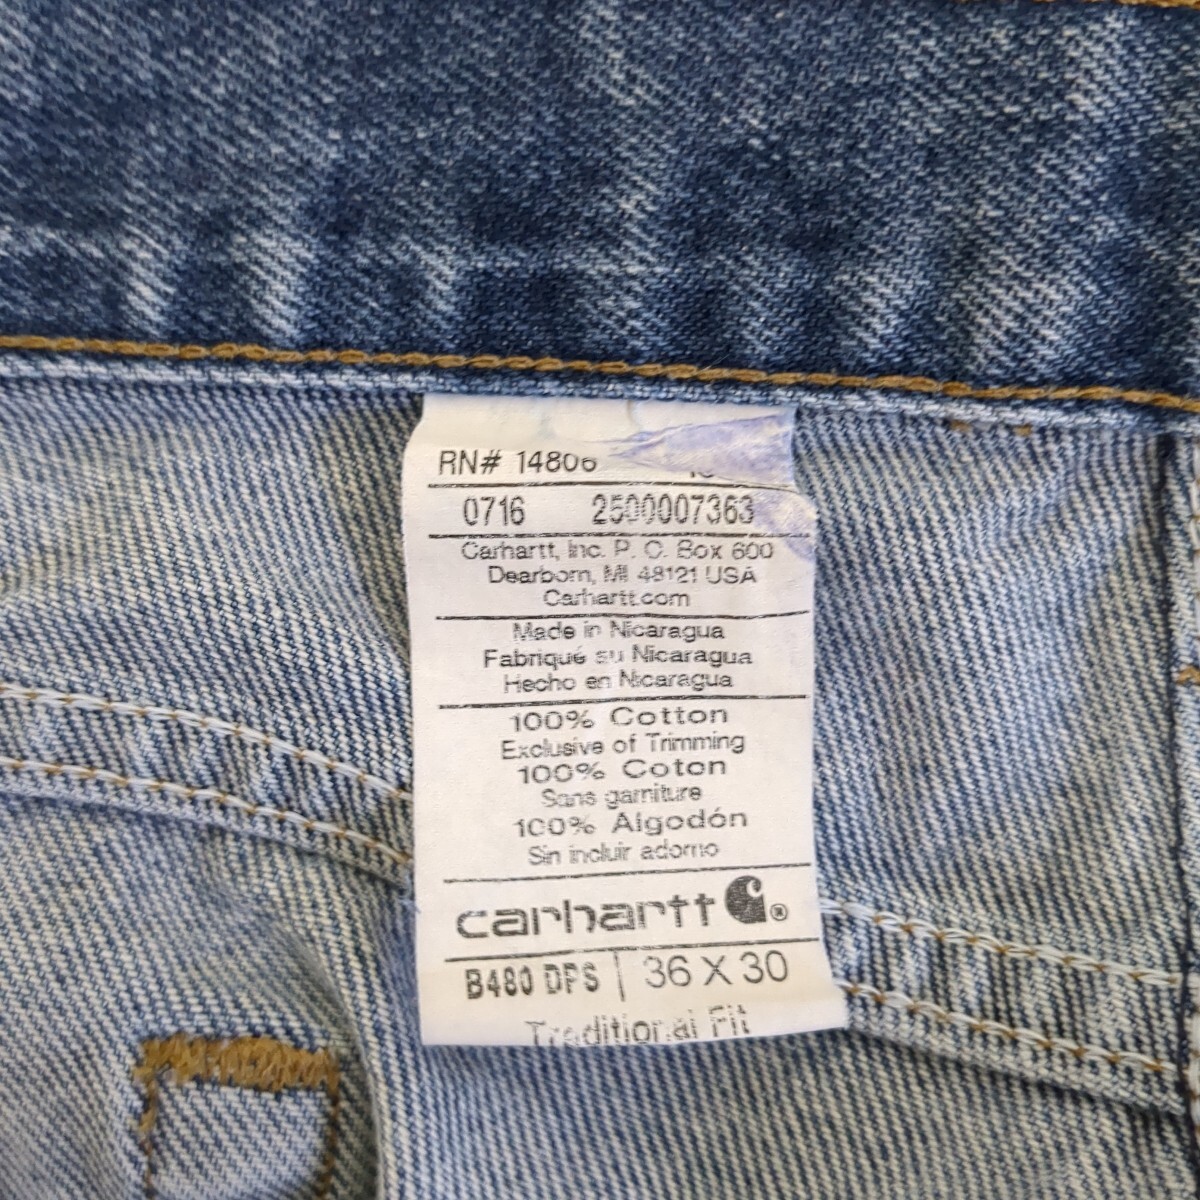 RN# 14806
0716 2500007363
Carhartt, Inc. P. O. Box 600
Dearborn, MI 48121 USA
Carhartt.com
Made in Nicaragua
Fabriqué su Nicaragua
Hecho en Nicaragua
100% Cotton
Exclusive of Trimming
100% Coton
Sans garniture
100% Algodón
Sin incluir adorno
carhartt ®
B480 DPS | 36 X 30
Traditional Fit